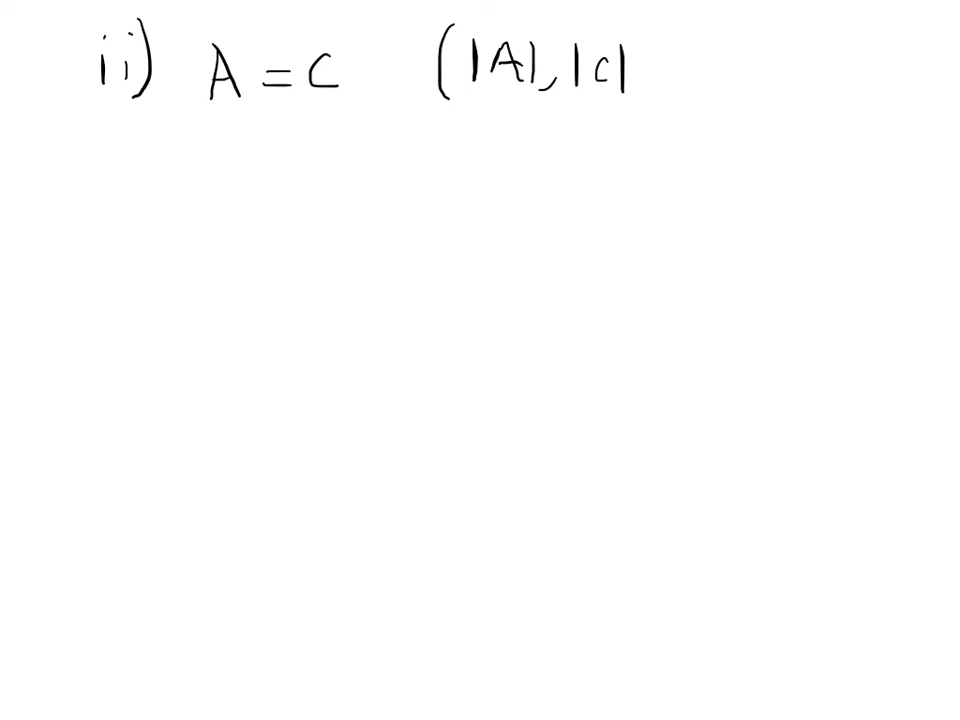 ii) A = C (|A|, |C|